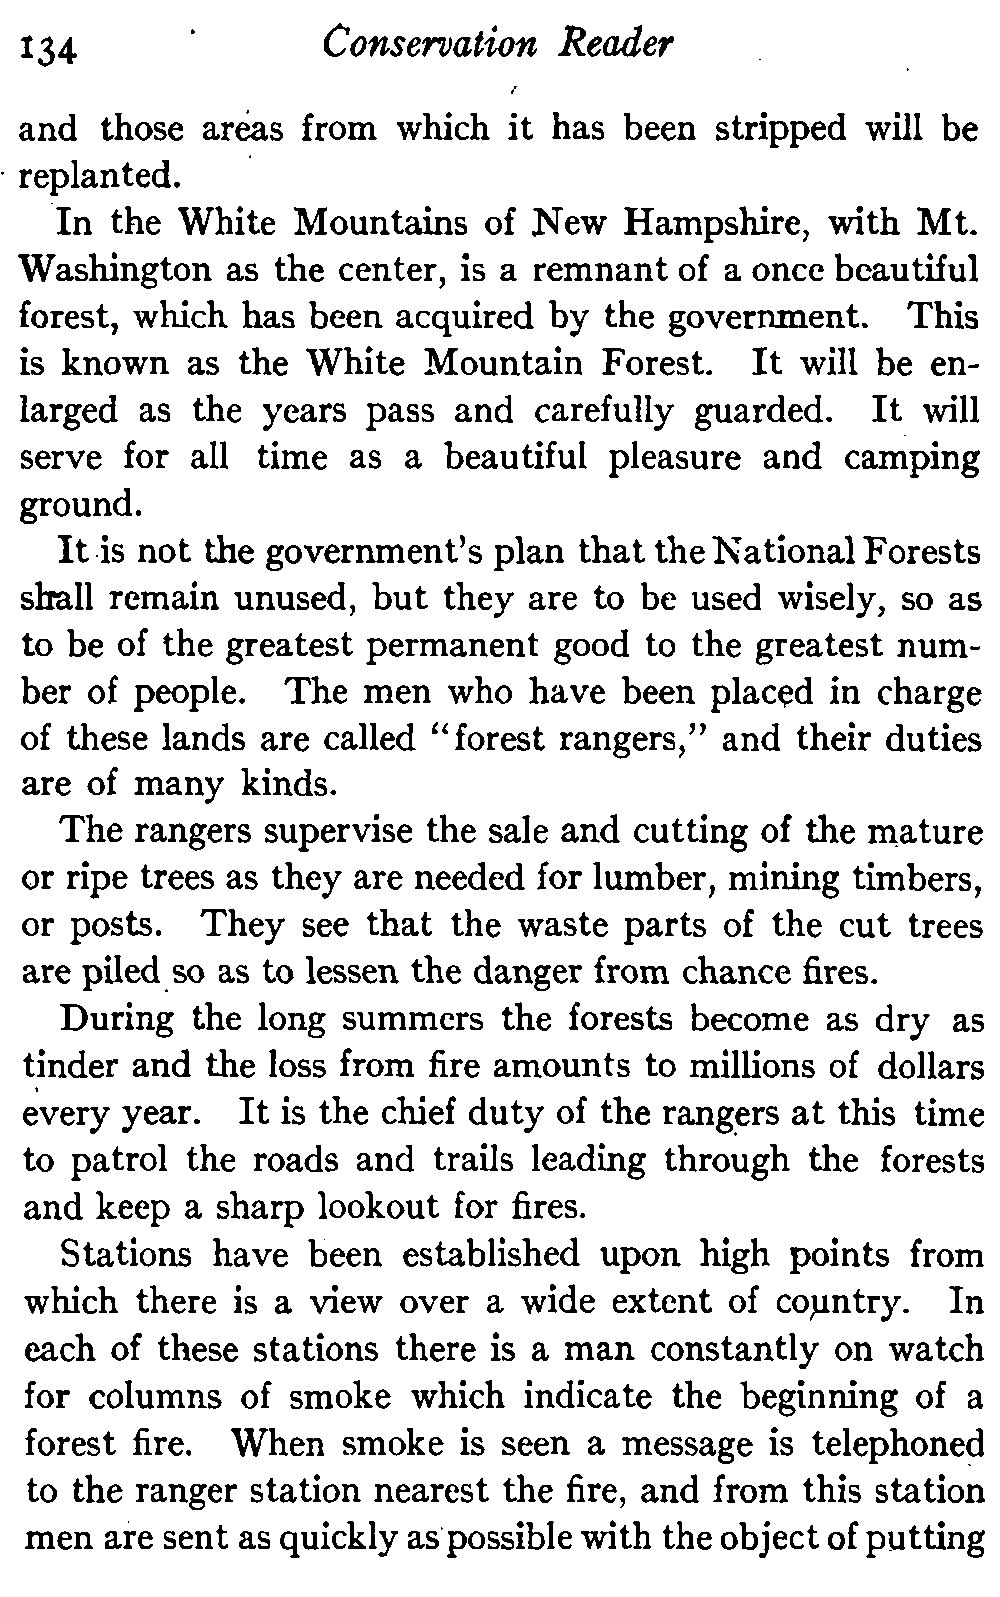 134 Conservation Reader
and those areas from which it has been stripped will be
replanted.
In the White Mountains of New Hampshire, with Mt.
Washington as the center, is a remnant of a once beautiful
forest, which has been acquired by the government. This
is known as the White Mountain Forest. It will be en-
larged as the years pass and carefully guarded. It will
serve for all time as a beautiful pleasure and camping
ground.
It is not the government's plan that the National Forests
shall remain unused, but they are to be used wisely, so as
to be of the greatest permanent good to the greatest num-
ber of people. The men who have been placed in charge
of these lands are called "forest rangers," and their duties
are of many kinds.
The rangers supervise the sale and cutting of the mature
or ripe trees as they are needed for lumber, mining timbers,
or posts. They see that the waste parts of the cut trees
are piled so as to lessen the danger from chance fires.
During the long summers the forests become as dry as
tinder and the loss from fire amounts to millions of dollars
every year. It is the chief duty of the rangers at this time
to patrol the roads and trails leading through the forests
and keep a sharp lookout for fires.
Stations have been established upon high points from
which there is a view over a wide extent of country. In
each of these stations there is a man constantly on watch
for columns of smoke which indicate the beginning of a
forest fire. When smoke is seen a message is telephoned
to the ranger station nearest the fire, and from this station
men are sent as quickly as possible with the object of putting